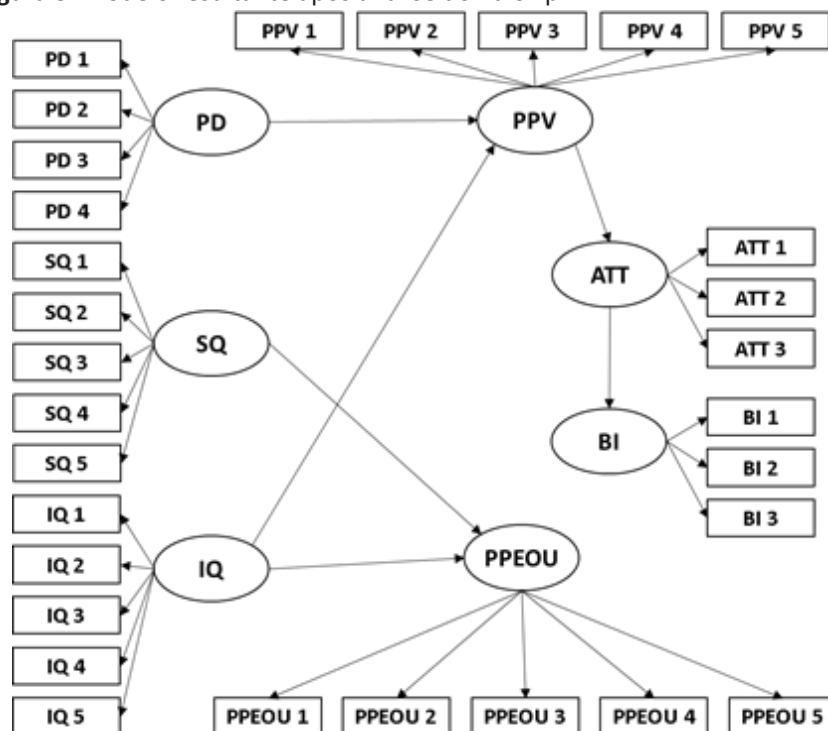 PPV 1
PPV 2
PPV 3
PPV 4
PPV 5
PD 1
PD 2
PD 3
PD 4
PD
PPV
SQ 1
SQ 2
SQ 3
SQ 4
SQ 5
SQ
ATT
ATT 1
ATT 2
ATT 3
BI
BI 1
BI 2
BI 3
IQ 1
IQ 2
IQ 3
IQ 4
IQ 5
IQ
PPEOU
PPEOU 1
PPEOU 2
PPEOU 3
PPEOU 4
PPEOU 5